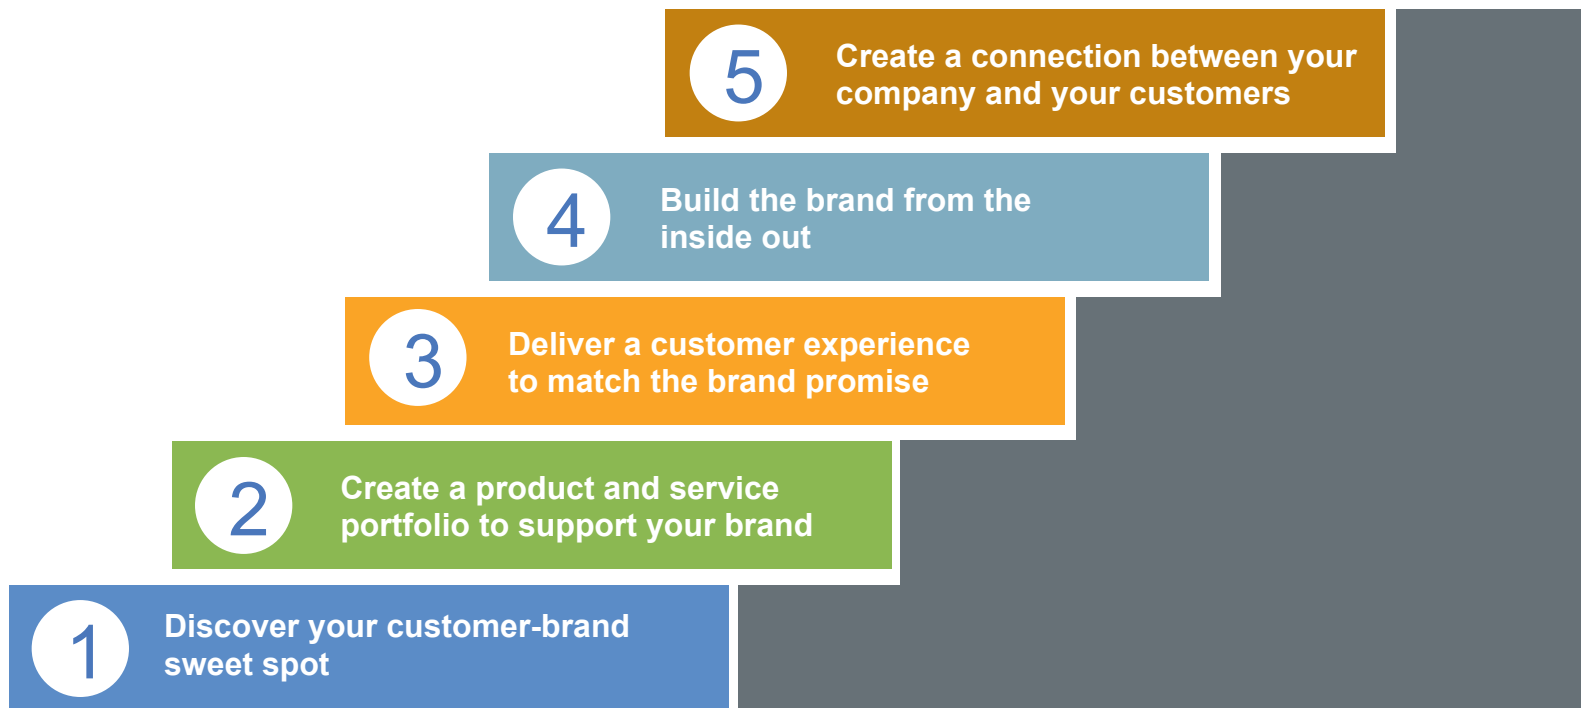 5
Create a connection between your
company and your customers
4
Build the brand from the
inside out
3
Deliver a customer experience
to match the brand promise
2
Create a product and service
portfolio to support your brand
1
Discover your customer-brand
sweet spot